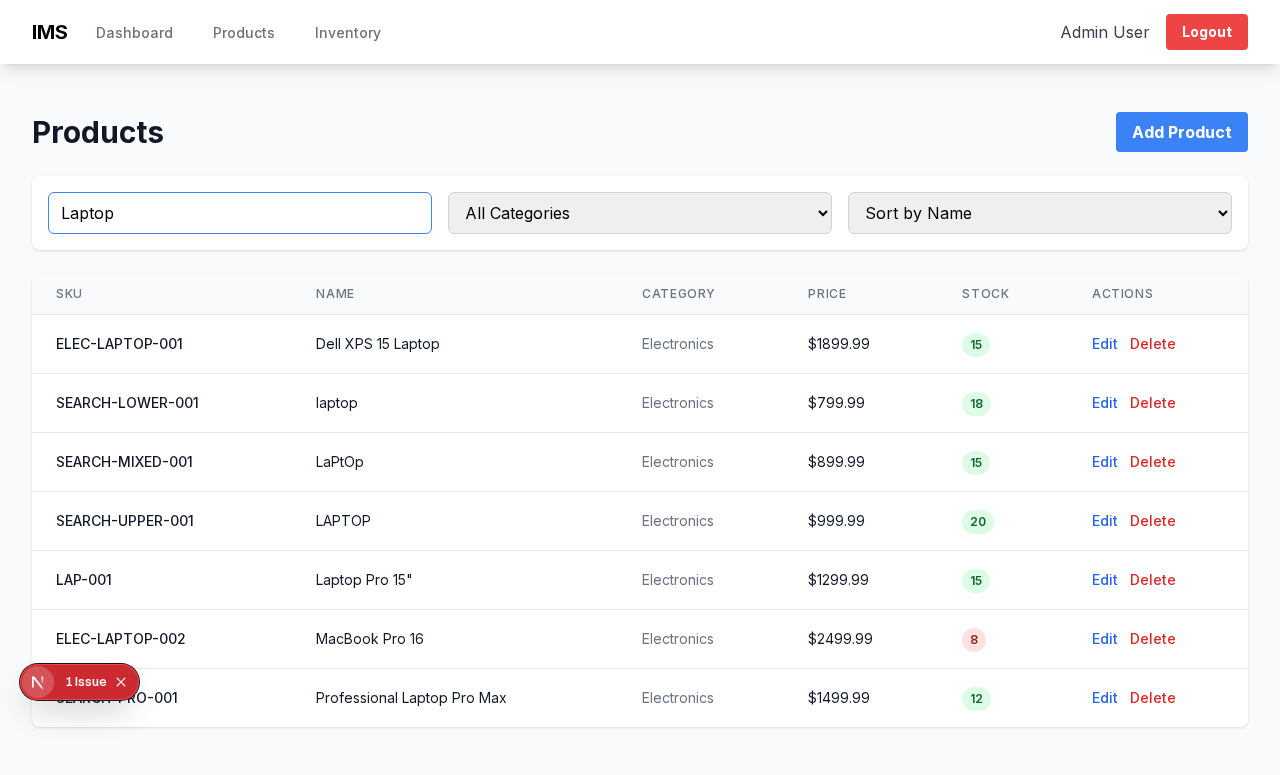 IMS Dashboard Products Inventory Admin User Logout
Products Add Product
Laptop All Categories Sort by Name
SKU NAME CATEGORY PRICE STOCK ACTIONS
ELEC-LAPTOP-001 Dell XPS 15 Laptop Electronics $1899.99 15 Edit Delete
SEARCH-LOWER-001 laptop Electronics $799.99 18 Edit Delete
SEARCH-MIXED-001 LaPtOp Electronics $899.99 15 Edit Delete
SEARCH-UPPER-001 LAPTOP Electronics $999.99 20 Edit Delete
LAP-001 Laptop Pro 15" Electronics $1299.99 15 Edit Delete
ELEC-LAPTOP-002 MacBook Pro 16 Electronics $2499.99 8 Edit Delete
N 1 Issue
SEARCH-PRO-001 Professional Laptop Pro Max Electronics $1499.99 12 Edit Delete